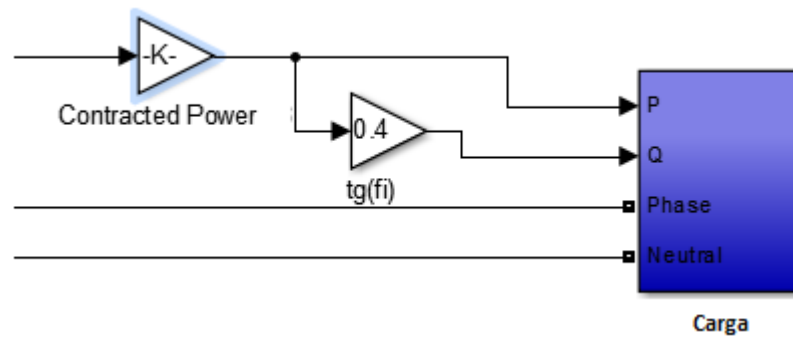 -K-
Contracted Power
0.4
tg(fi)
P
Q
Phase
Neutral
Carga